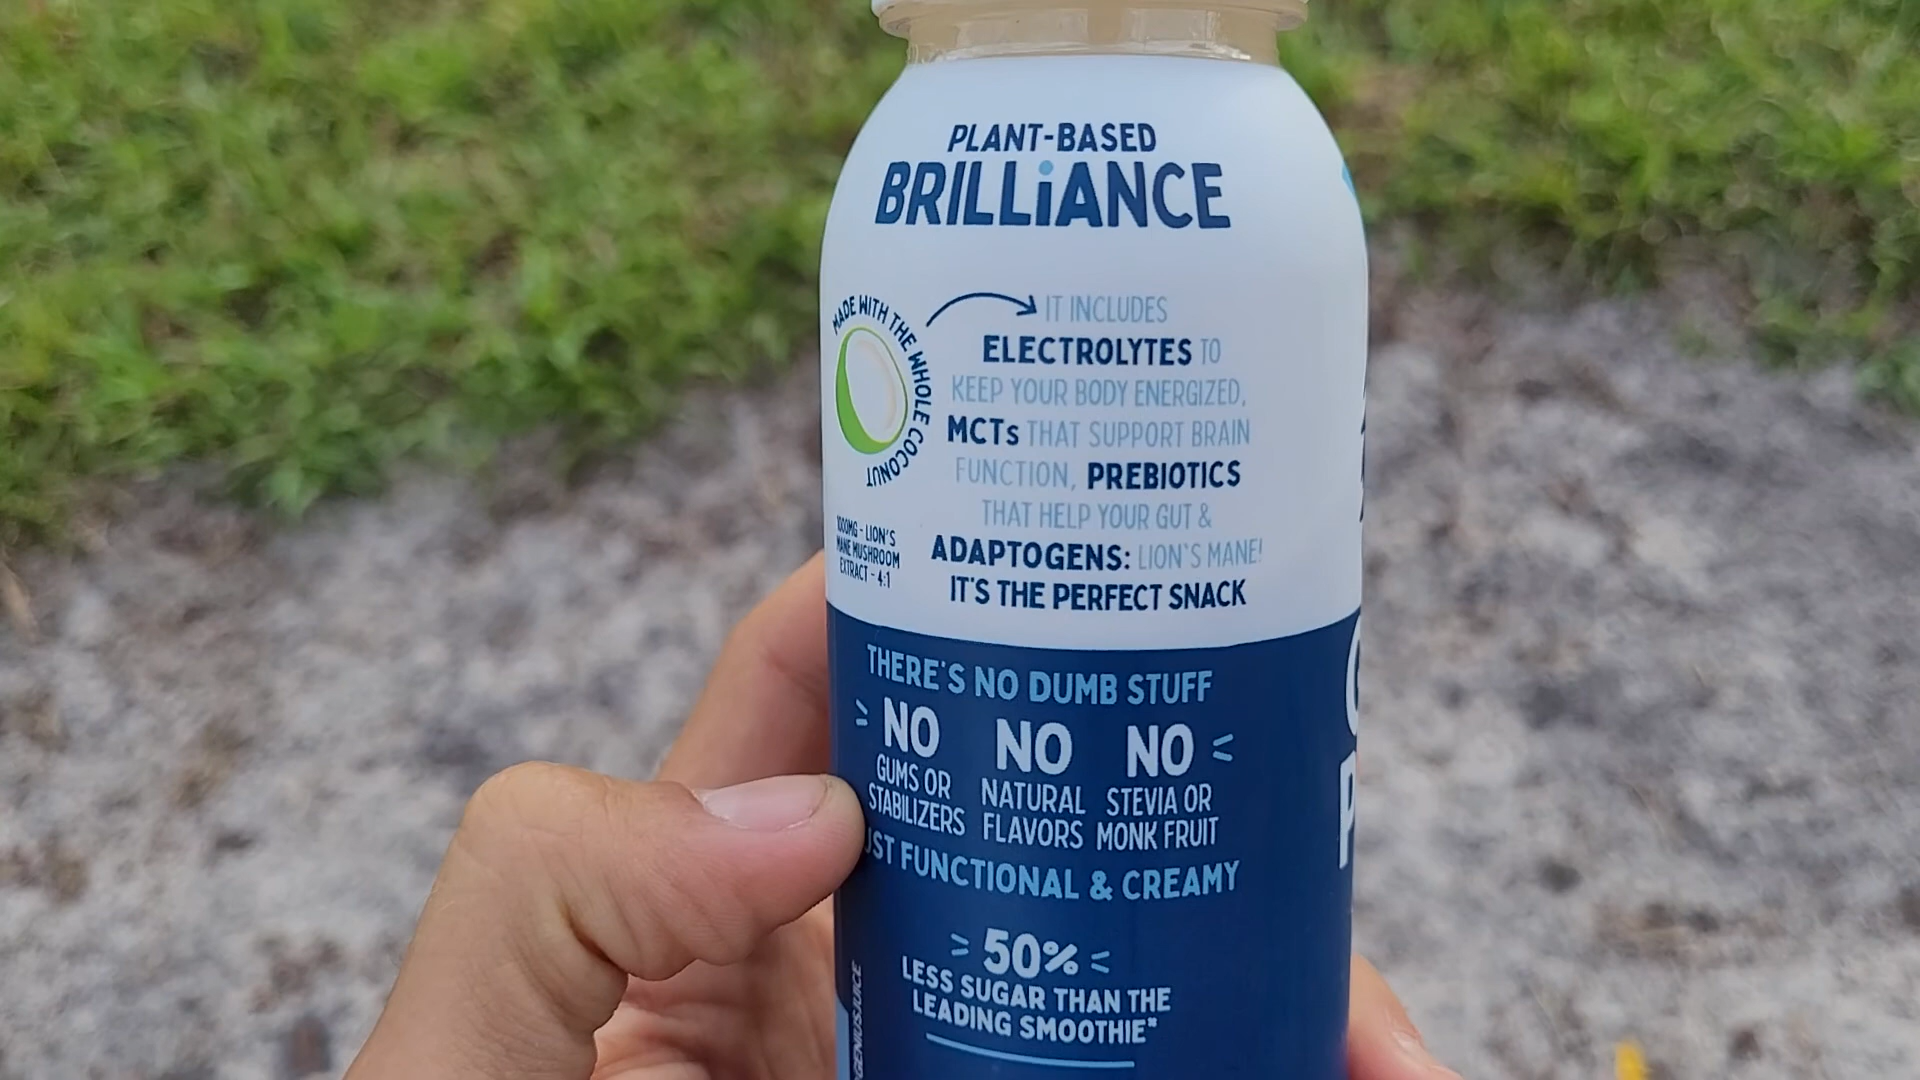 PLANT-BASED
BRILLiANCE
MADE WITH THE WHOLE COCONUT
IT INCLUDES
ELECTROLYTES TO
KEEP YOUR BODY ENERGIZED,
MCTs THAT SUPPORT BRAIN
FUNCTION, PREBIOTICS
THAT HELP YOUR GUT &
ADAPTOGENS: LION'S MANE!
IT'S THE PERFECT SNACK
1000MG - LION'S
MANE MUSHROOM
EXTRACT - 4:1
THERE'S NO DUMB STUFF
NO NO NO
GUMS OR STABILIZERS
NATURAL FLAVORS
STEVIA OR MONK FRUIT
FUNCTIONAL & CREAMY
50%
LESS SUGAR THAN THE
LEADING SMOOTHIE*